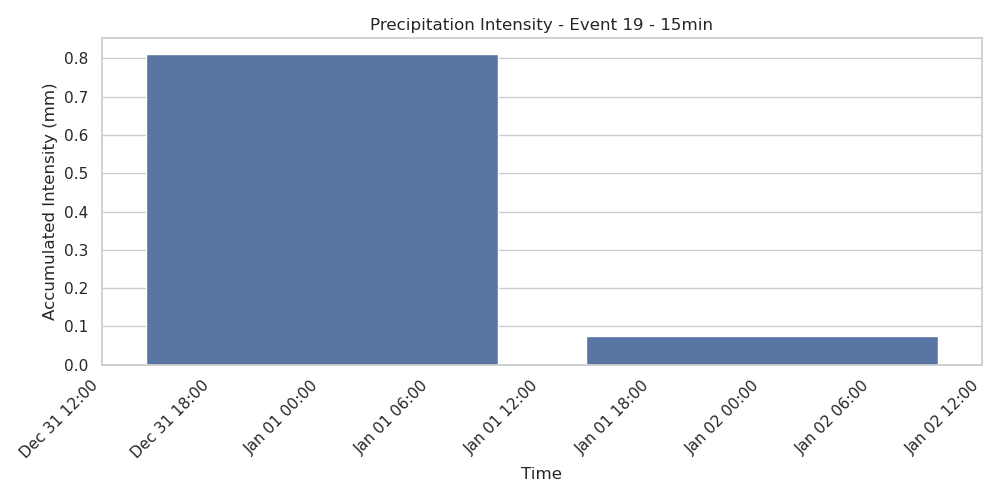 Precipitation Intensity - Event 19 - 15min
Accumulated Intensity (mm)
0.8
0.7
0.6
0.5
0.4
0.3
0.2
0.1
0.0
Dec 31 12:00
Dec 31 18:00
Jan 01 00:00
Jan 01 06:00
Jan 01 12:00
Jan 01 18:00
Jan 02 00:00
Jan 02 06:00
Jan 02 12:00
Time